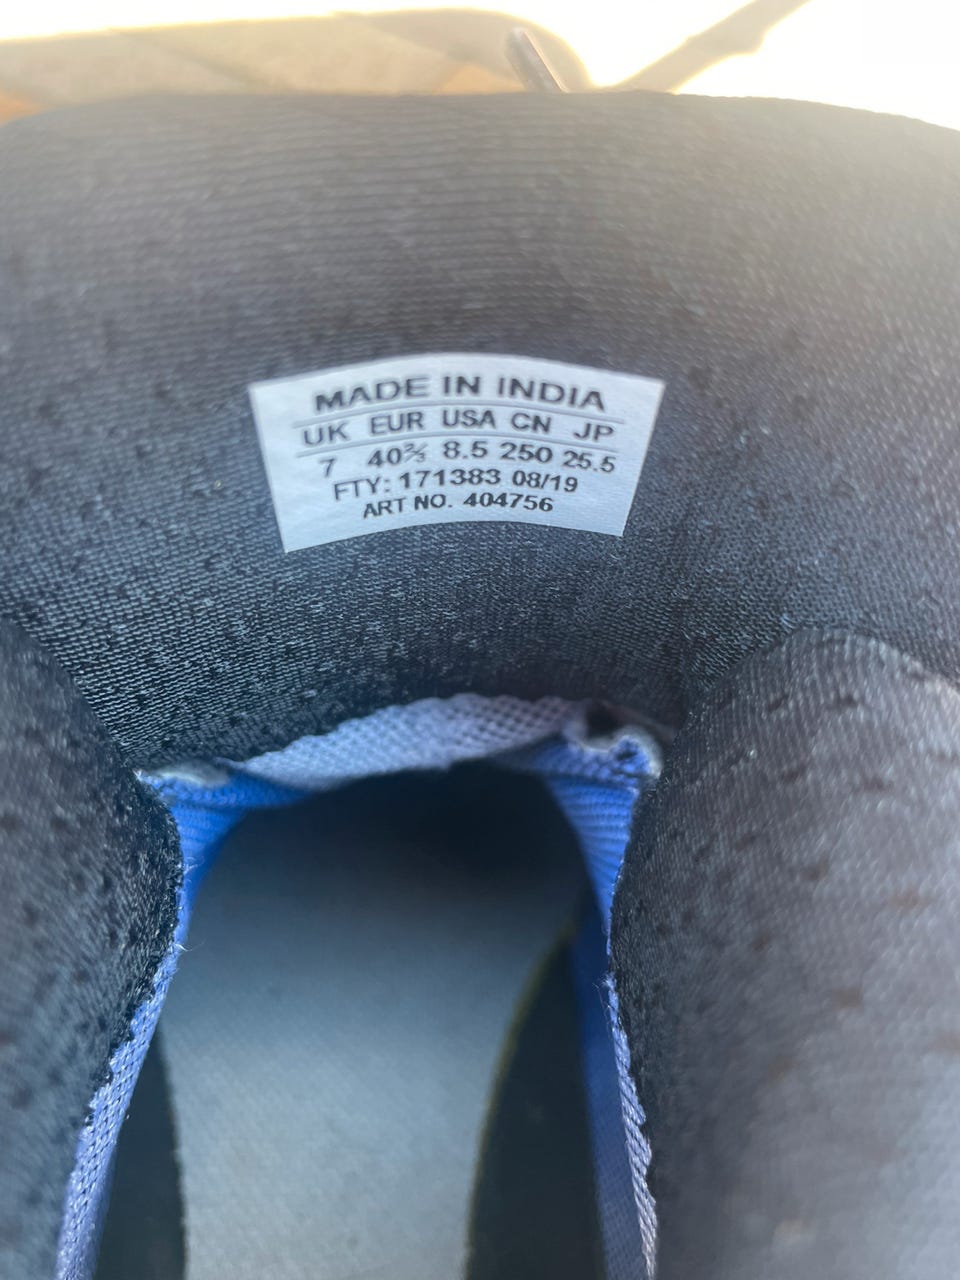 MADE IN INDIA
UK EUR USA CN JP
7 40⅔ 8.5 250 25.5
FTY: 171383 08/19
ART NO. 404756